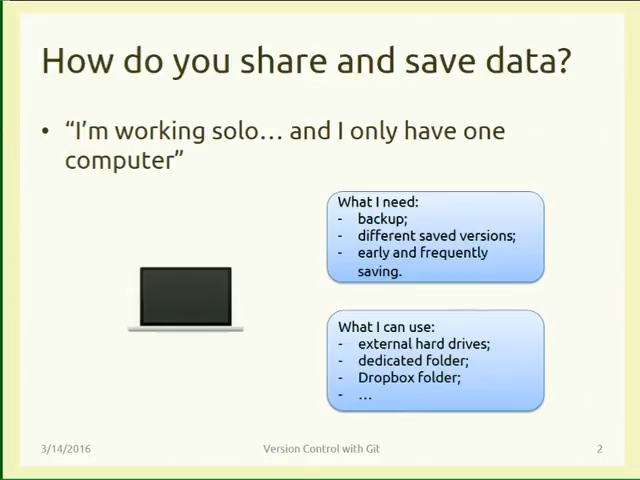 How do you share and save data?
• “I’m working solo… and I only have one
computer”
What I need:
- backup;
- different saved versions;
- early and frequently
saving.
What I can use:
- external hard drives;
- dedicated folder;
- Dropbox folder;
- …
3/14/2016
Version Control with Git
2